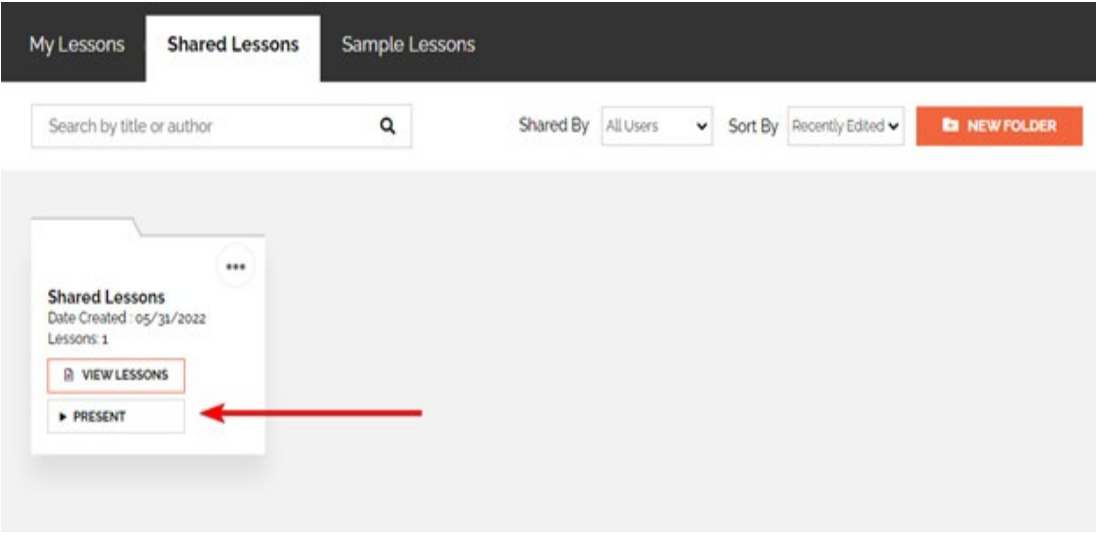 My Lessons Shared Lessons Sample Lessons
Search by title or author Shared By All Users Sort By Recently Edited NEW FOLDER
Shared Lessons
Date Created : 05/31/2022
Lessons: 1
VIEW LESSONS
PRESENT